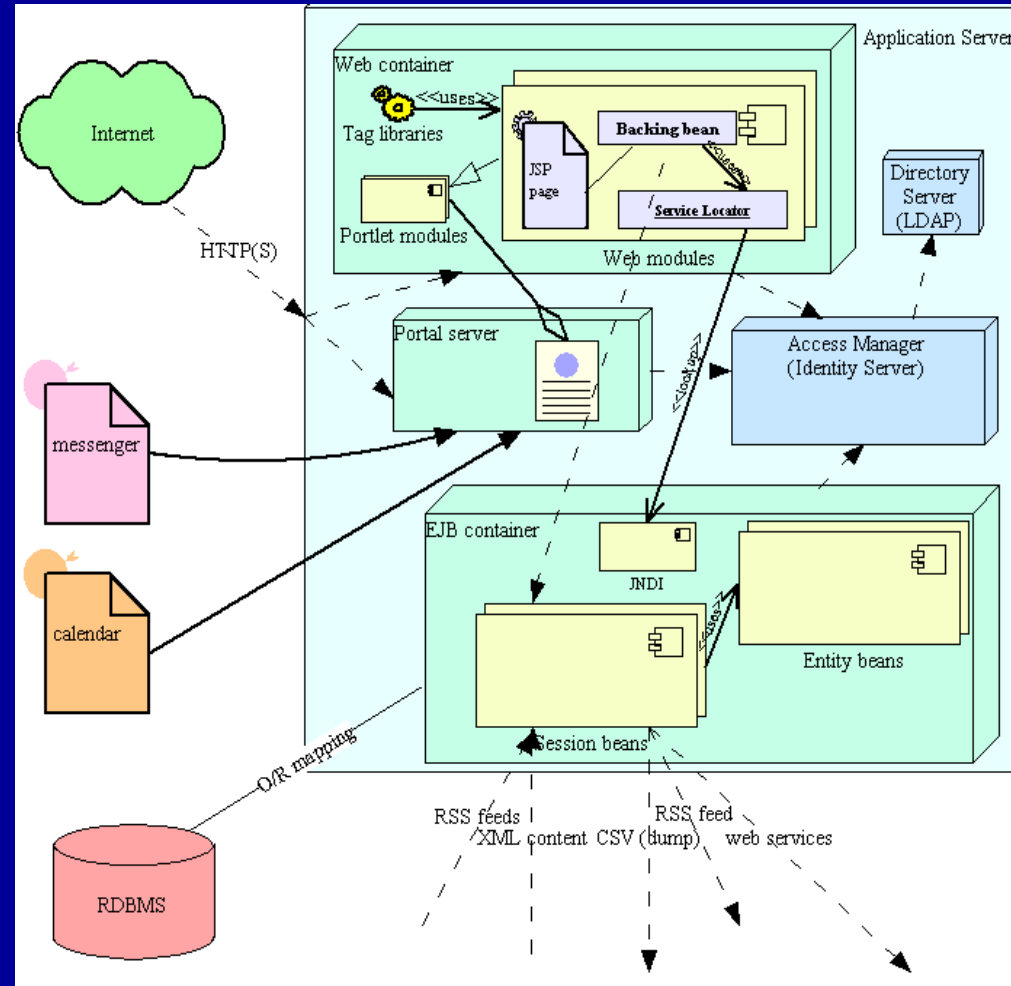 Application Server
Web container
<<uses>>
Tag libraries
Backing bean
JSP
page
Service Locator
Portlet modules
Web modules
Internet
HTTP(S)
Directory
Server
(LDAP)
Portal server
<<look up>>
Access Manager
(Identity Server)
messenger
EJB container
JNDI
<<uses>>
Entity beans
calendar
Session beans
O/R mapping
RSS feeds
RSS feed
XML content
CSV (dump)
web services
RDBMS